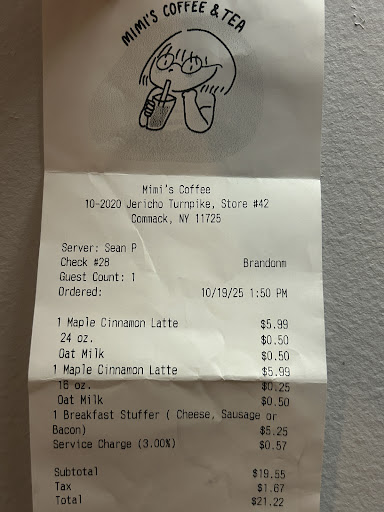 MIMI'S COFFEE & TEA
Mimi's Coffee
10-2020 Jericho Turnpike, Store #42
Commack, NY 11725
Server: Sean P
Check #28 Brandonm
Guest Count: 1
Ordered: 10/19/25 1:50 PM
1 Maple Cinnamon Latte $5.99
24 oz. $0.50
Oat Milk $0.50
1 Maple Cinnamon Latte $5.99
16 oz. $0.25
Oat Milk $0.50
1 Breakfast Stuffer ( Cheese, Sausage or
Bacon) $5.25
Service Charge (3.00%) $0.57
Subtotal $19.55
Tax $1.67
Total $21.22